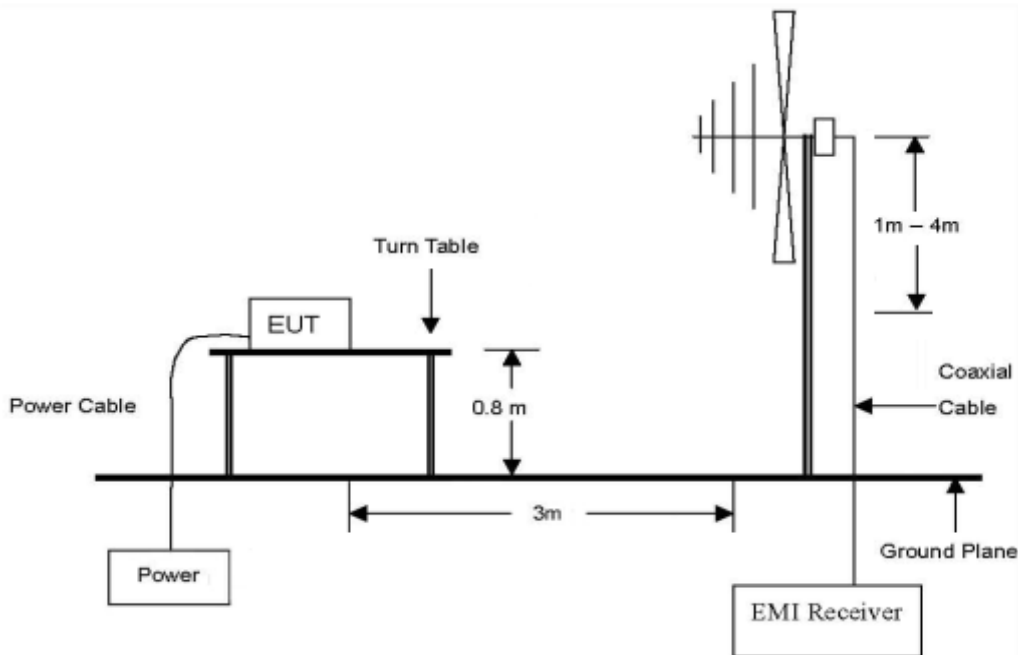 1m – 4m
Turn Table
EUT
Power Cable
0.8 m
Coaxial
Cable
3m
Ground Plane
Power
EMI Receiver